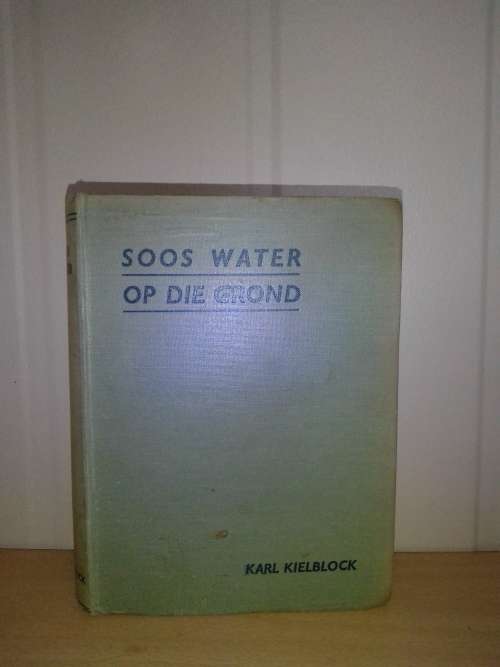 SOOS WATER
OP DIE GROND
KARL KIELBLOCK